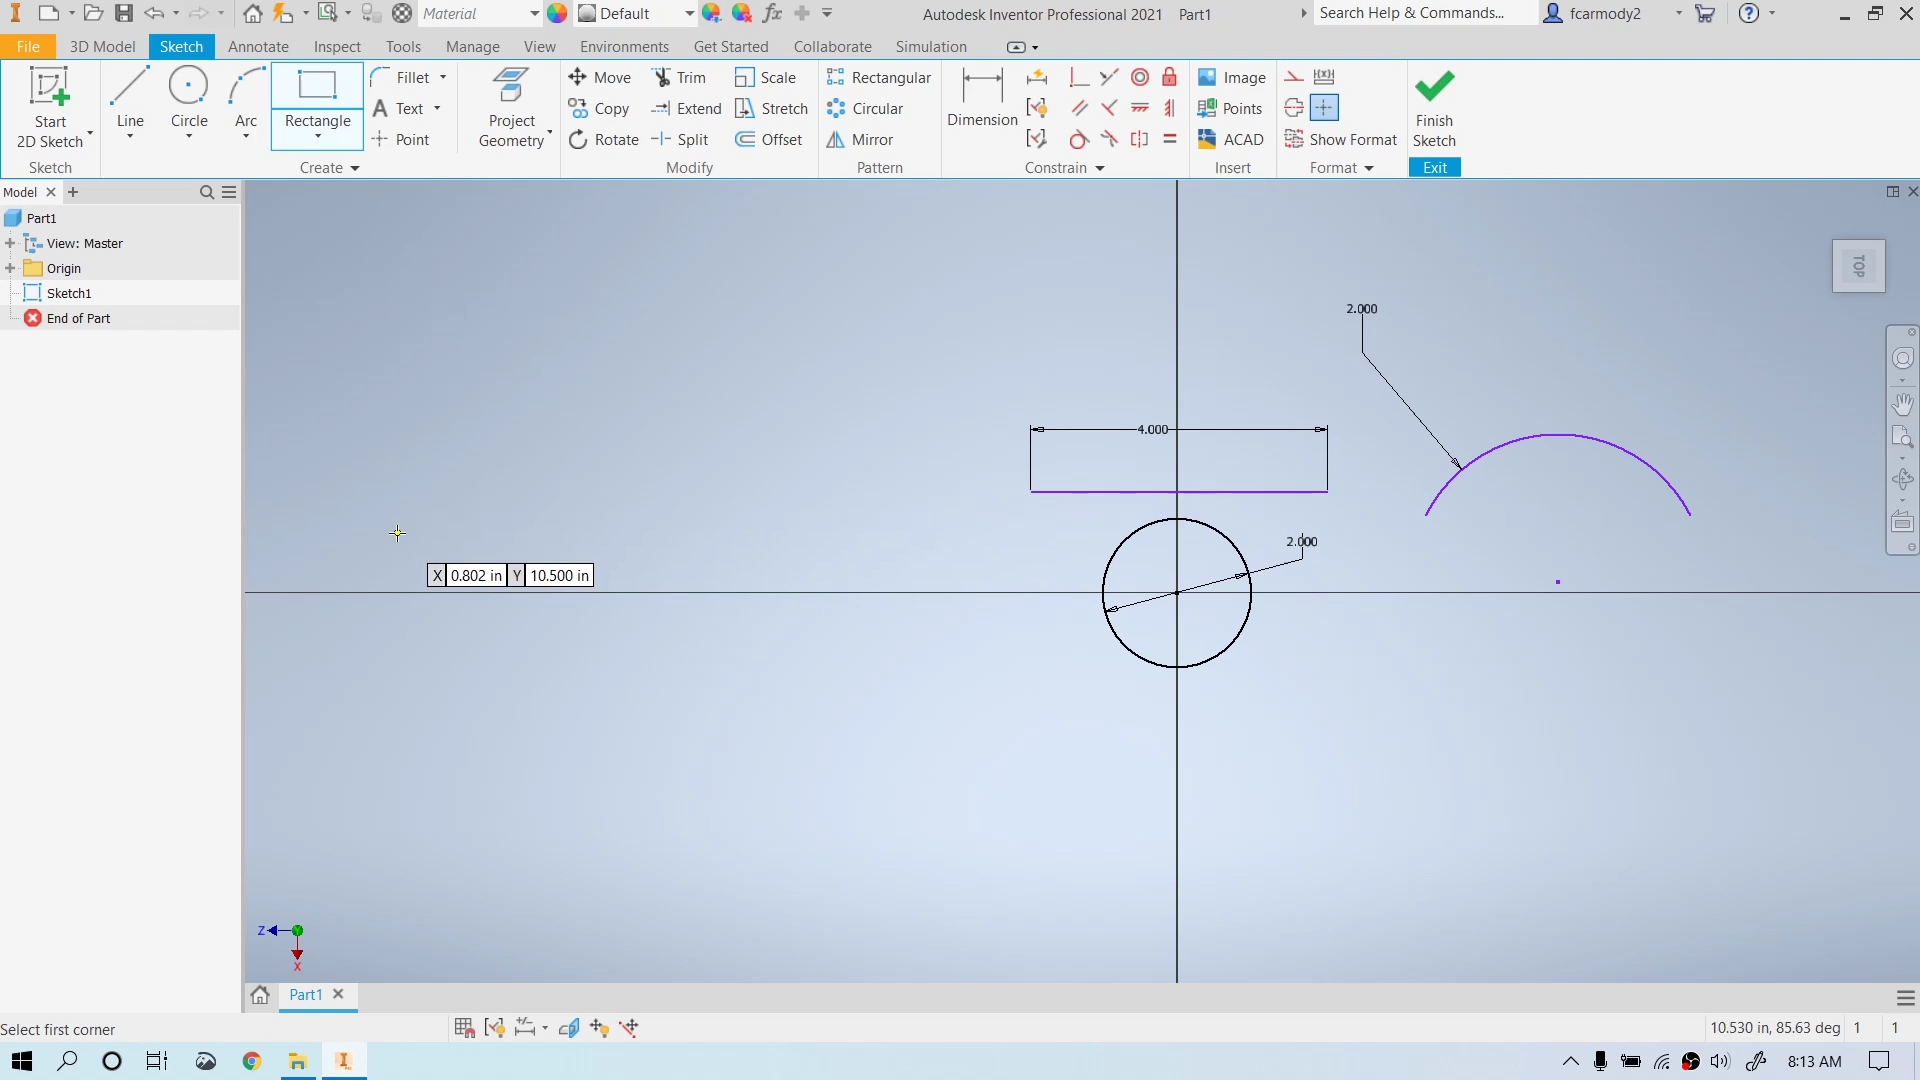 Material
Default
Autodesk Inventor Professional 2021 Part1
Search Help & Commands...
fcarmody2
File 3D Model Sketch Annotate Inspect Tools Manage View Environments Get Started Collaborate Simulation
Start
2D Sketch
Sketch
Line
Circle
Arc
Rectangle
Fillet
Text
Point
Create
Project
Geometry
Move
Copy
Rotate
Trim
Extend
Split
Scale
Stretch
Offset
Modify
Rectangular
Circular
Mirror
Pattern
Dimension
Constrain
Image
Points
ACAD
Insert
Show Format
Format
Finish
Sketch
Exit
Model
Part1
View: Master
Origin
Sketch1
End of Part
TOP
2.000
4.000
2.000
X 0.802 in Y 10.500 in
Z
X
Part1
Select first corner
10.530 in, 85.63 deg 1 1
8:13 AM